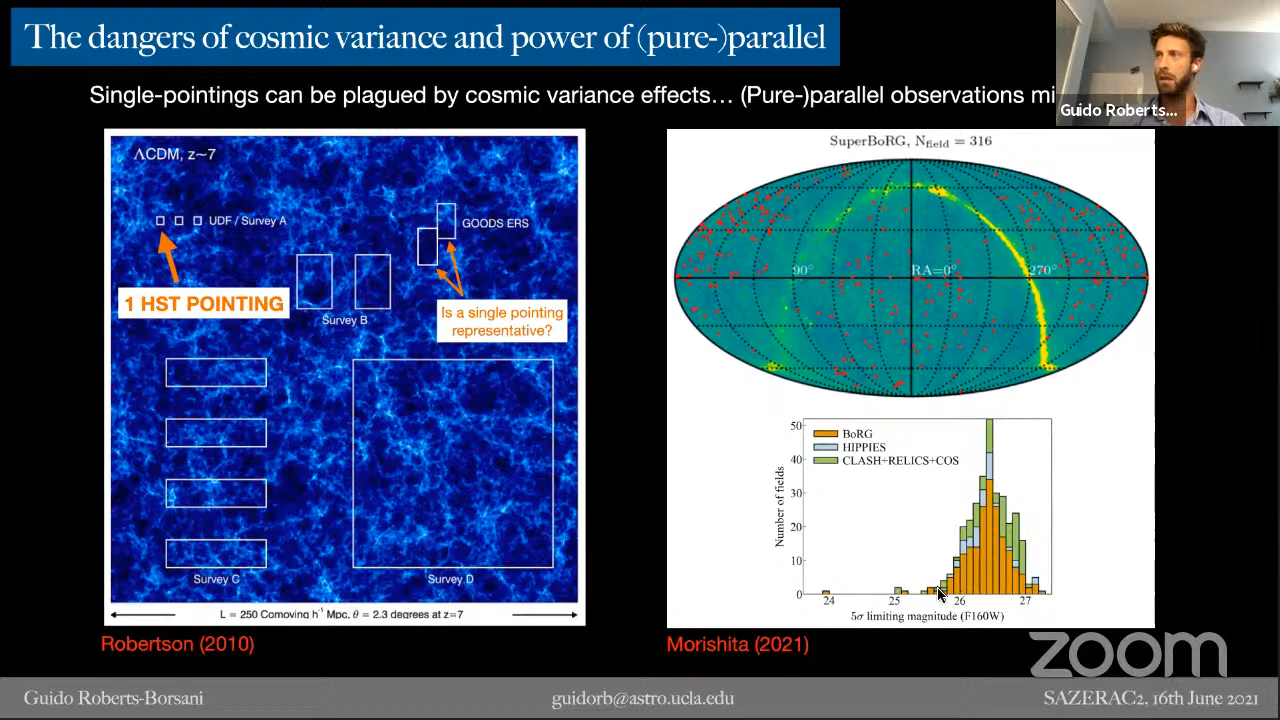 The dangers of cosmic variance and power of (pure-)parallel
Single-pointings can be plagued by cosmic variance effects... (Pure-)parallel observations mi
Guido Roberts...
ΛCDM, z~7
UDF / Survey A
GOODS ERS
1 HST POINTING
Is a single pointing
representative?
Survey B
Survey C
Survey D
L = 250 Comoving h⁻¹ Mpc, θ = 2.3 degrees at z=7
Robertson (2010)
SuperBoRG, N_field = 316
90°
RA=0°
270°
BoRG
HIPPIES
CLASH+RELICS+COS
Number of fields
50
40
30
20
10
0
24
25
26
27
5σ limiting magnitude (F160W)
Morishita (2021)
zoom
Guido Roberts-Borsani
guidorb@astro.ucla.edu
SAZERAC2, 16th June 2021